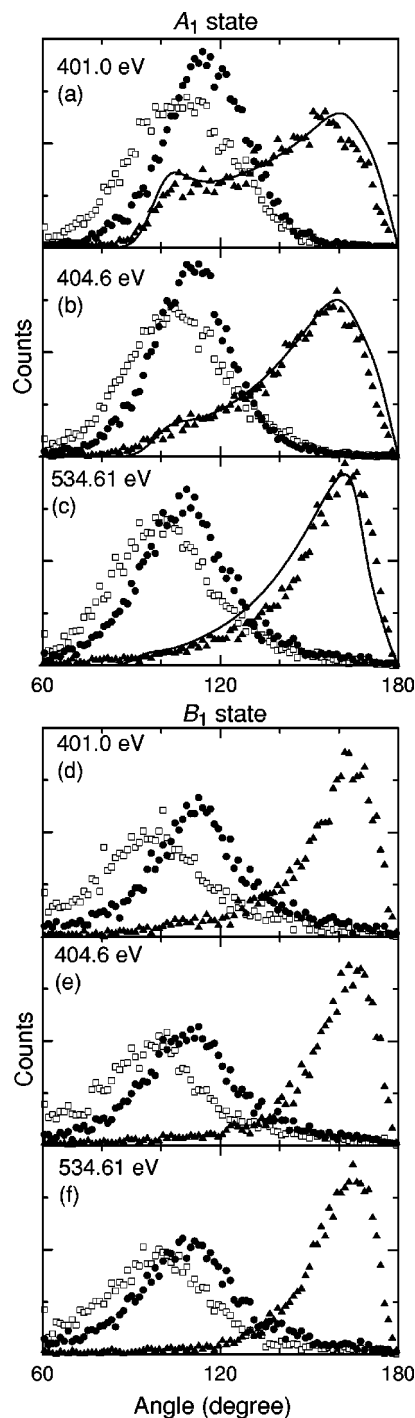 A₁ state
401.0 eV
(a)
404.6 eV
(b)
Counts
534.61 eV
(c)
60 120 180
B₁ state
401.0 eV
(d)
404.6 eV
(e)
Counts
534.61 eV
(f)
60 120 180
Angle (degree)